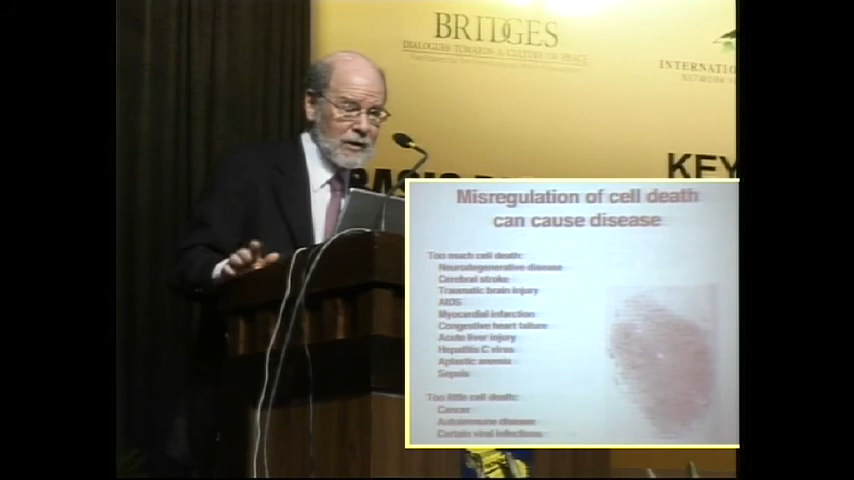 BRIDGES
DIALOGUES TOWARDS A CULTURE OF PEACE
INTERNATIO
NETWORK
KEY
Misregulation of cell death
can cause disease
Too much cell death:
Neurodegenerative disease
Cerebral stroke
Traumatic brain injury
AIDS
Myocardial infarction
Congestive heart failure
Acute liver injury
Hepatitis C virus
Aplastic anemia
Sepsis
Too little cell death:
Cancer
Autoimmune disease
Certain viral infections